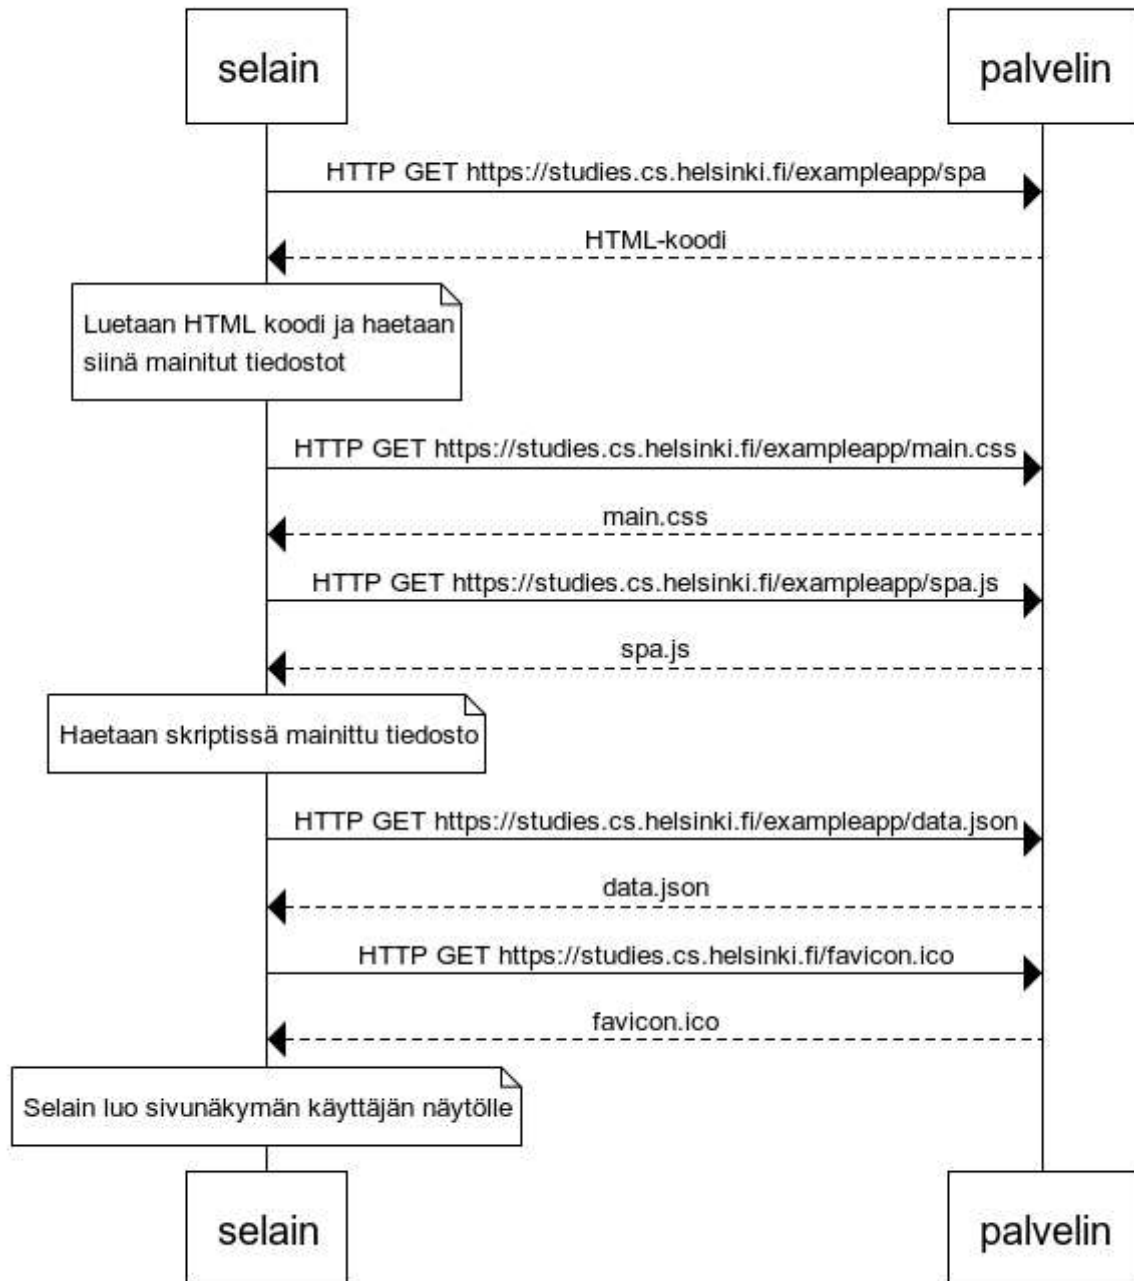 selain
palvelin
HTTP GET https://studies.cs.helsinki.fi/exampleapp/spa
HTML-koodi
Luetaan HTML koodi ja haetaan
siinä mainitut tiedostot
HTTP GET https://studies.cs.helsinki.fi/exampleapp/main.css
main.css
HTTP GET https://studies.cs.helsinki.fi/exampleapp/spa.js
spa.js
Haetaan skriptissä mainittu tiedosto
HTTP GET https://studies.cs.helsinki.fi/exampleapp/data.json
data.json
HTTP GET https://studies.cs.helsinki.fi/favicon.ico
favicon.ico
Selain luo sivunäkymän käyttäjän näytölle
selain
palvelin